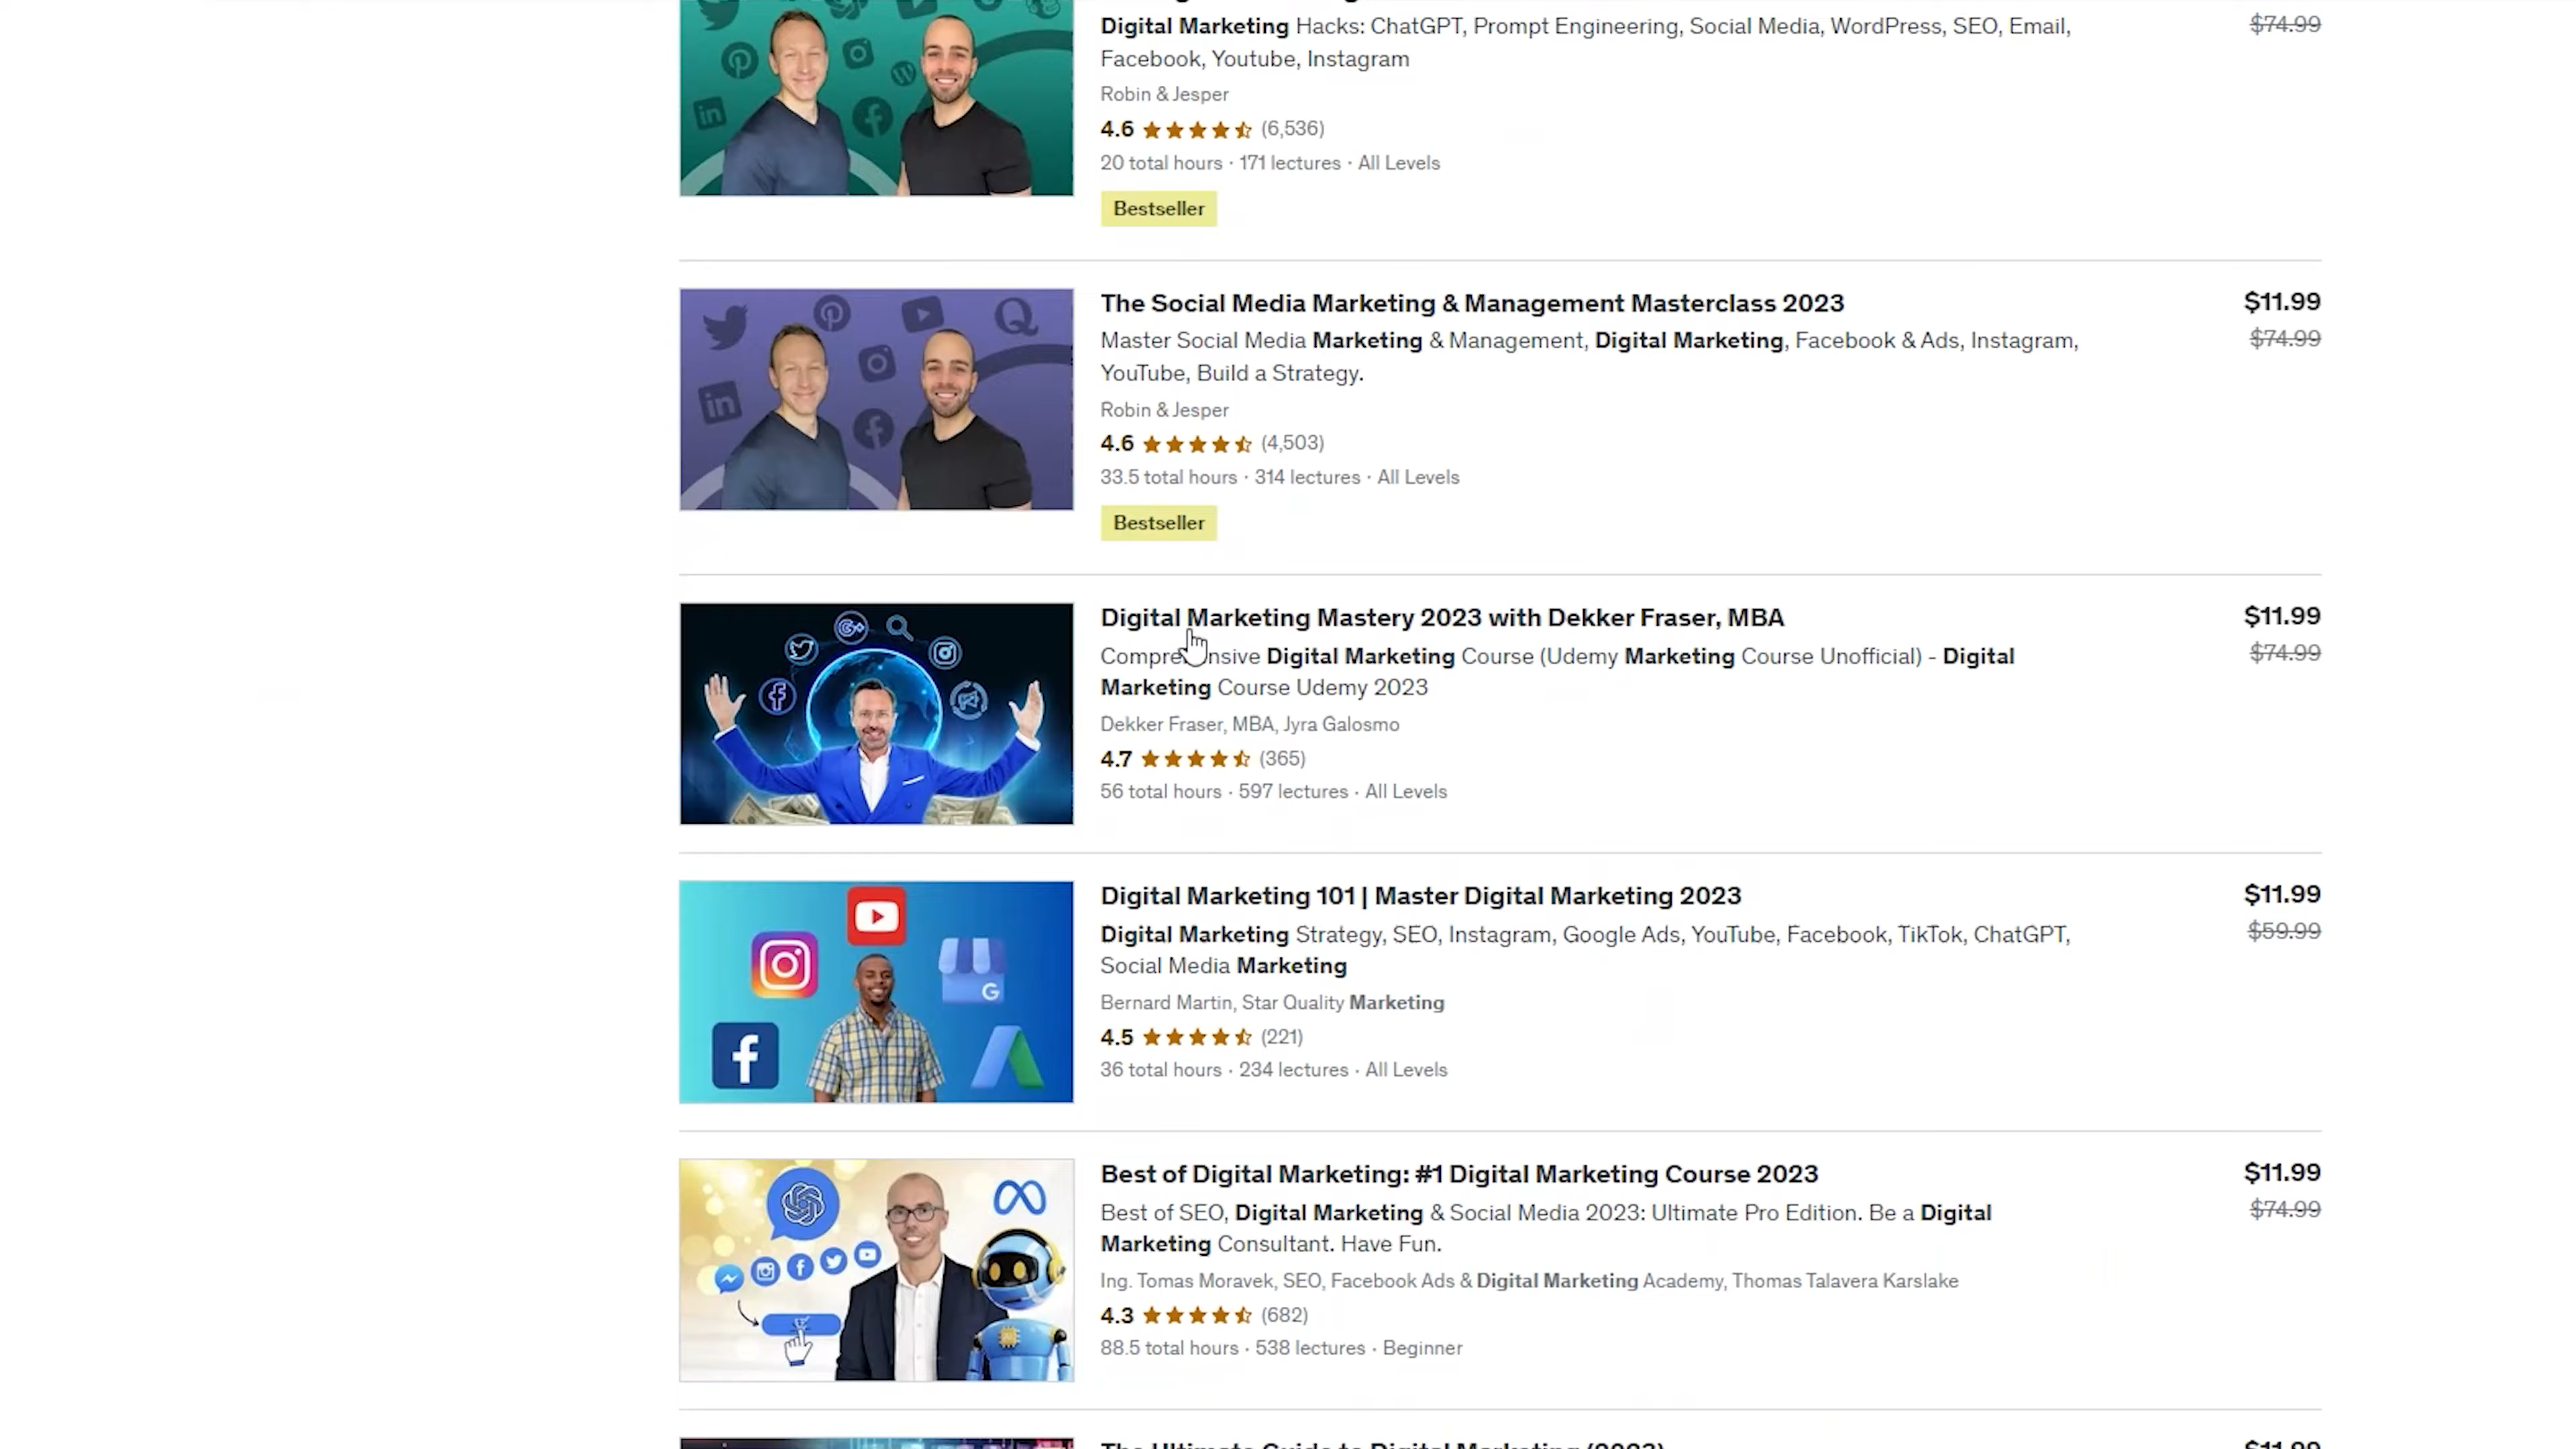 Digital Marketing Hacks: ChatGPT, Prompt Engineering, Social Media, WordPress, SEO, Email,
$74.99
Facebook, Youtube, Instagram
Robin & Jesper
4.6 (6,536)
20 total hours · 171 lectures · All Levels
Bestseller
The Social Media Marketing & Management Masterclass 2023
$11.99
Master Social Media Marketing & Management, Digital Marketing, Facebook & Ads, Instagram,
$74.99
YouTube, Build a Strategy.
Robin & Jesper
4.6 (4,503)
33.5 total hours · 314 lectures · All Levels
Bestseller
Digital Marketing Mastery 2023 with Dekker Fraser, MBA
$11.99
Comprehensive Digital Marketing Course (Udemy Marketing Course Unofficial) - Digital
$74.99
Marketing Course Udemy 2023
Dekker Fraser, MBA, Jyra Galosmo
4.7 (365)
56 total hours · 597 lectures · All Levels
Digital Marketing 101 | Master Digital Marketing 2023
$11.99
Digital Marketing Strategy, SEO, Instagram, Google Ads, YouTube, Facebook, TikTok, ChatGPT,
$59.99
Social Media Marketing
Bernard Martin, Star Quality Marketing
4.5 (221)
36 total hours · 234 lectures · All Levels
Best of Digital Marketing: #1 Digital Marketing Course 2023
$11.99
Best of SEO, Digital Marketing & Social Media 2023: Ultimate Pro Edition. Be a Digital
$74.99
Marketing Consultant. Have Fun.
Ing. Tomas Moravek, SEO, Facebook Ads & Digital Marketing Academy, Thomas Talavera Karslake
4.3 (682)
88.5 total hours · 538 lectures · Beginner
The Ultimate Guide to Digital Marketing (2023)
$11.99